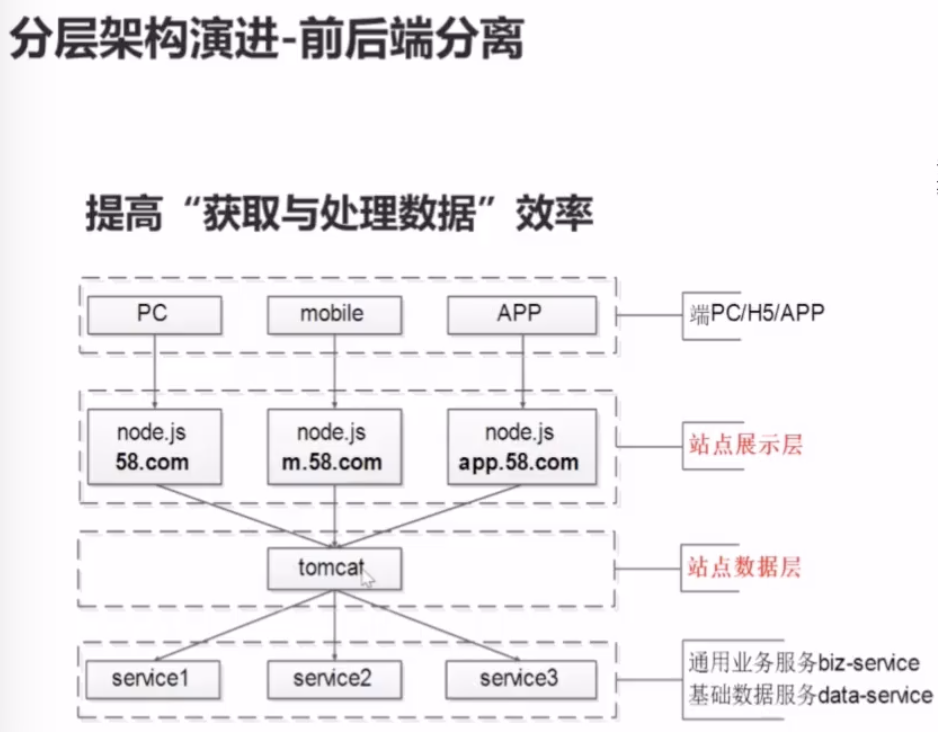 分层架构演进-前后端分离
提高“获取与处理数据”效率
PC
mobile
APP
端PC/H5/APP
node.js
58.com
node.js
m.58.com
node.js
app.58.com
站点展示层
tomcat
站点数据层
service1
service2
service3
通用业务服务biz-service
基础数据服务data-service